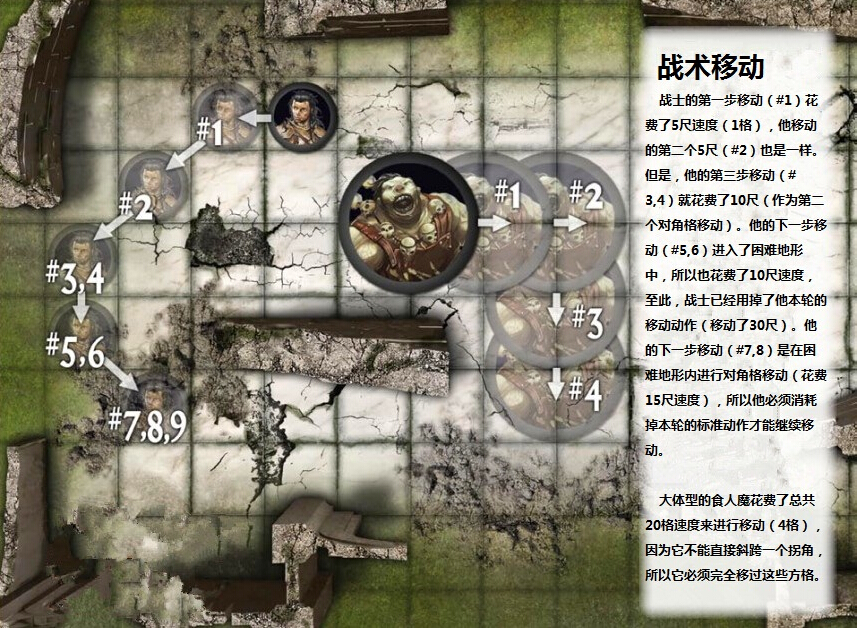 战术移动
战士的第一步移动（#1）花
费了5尺速度（1格），他移动
的第二个5尺（#2）也是一样。
但是，他的第三步移动（#
3,4）就花费了10尺（作为第二
个对角格移动）。他的下一步移
动（#5,6）进入了困难地形
中，所以也花费了10尺速度，
至此，战士已经用掉了他本轮的
移动动作（移动了30尺）。他
的下一步移动（#7,8）是在困
难地形内进行对角格移动（花费
15尺速度），所以他必须消耗
掉本轮的标准动作才能继续移
动。
大体型的食人魔花费了总共
20格速度来进行移动（4格），
因为它不能直接斜跨一个拐角，
所以它必须完全移过这些方格。
#1
#2
#3,4
#5,6
#7,8,9
#1
#2
#3
#4